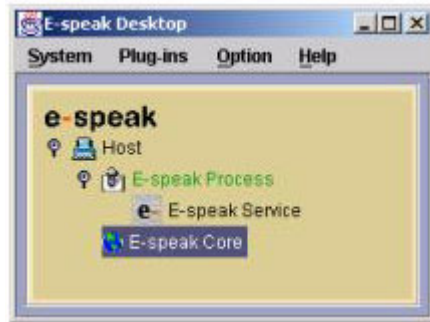 E-speak Desktop
System Plug-ins Option Help
e-speak
Host
E-speak Process
e- E-speak Service
E-speak Core